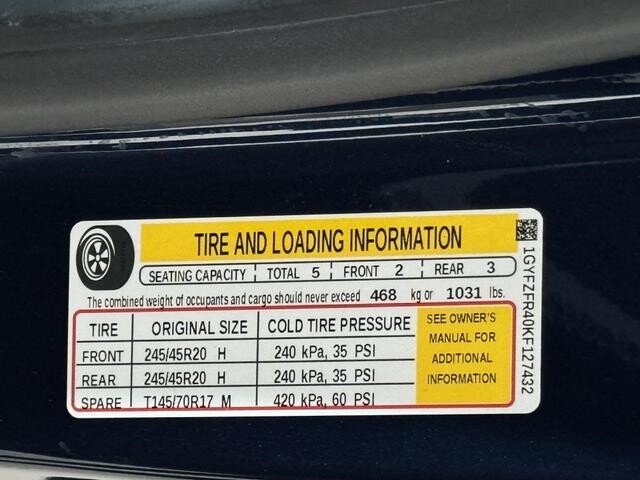 TIRE AND LOADING INFORMATION
SEATING CAPACITY TOTAL 5 FRONT 2 REAR 3
The combined weight of occupants and cargo should never exceed 468 kg or 1031 lbs.
TIRE ORIGINAL SIZE COLD TIRE PRESSURE
FRONT 245/45R20 H 240 kPa, 35 PSI
REAR 245/45R20 H 240 kPa, 35 PSI
SPARE T145/70R17 M 420 kPa, 60 PSI
SEE OWNER'S
MANUAL FOR
ADDITIONAL
INFORMATION
1GYFZFR40KF127432